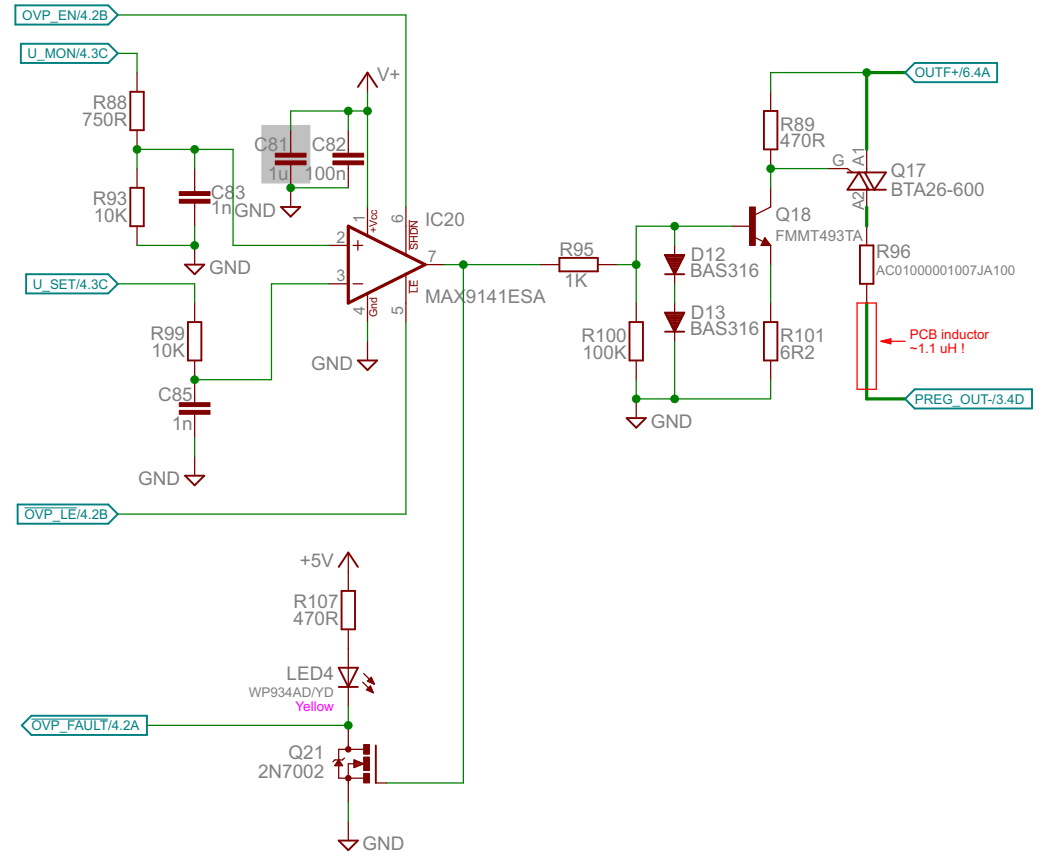 OVP_EN/4.2B
U_MON/4.3C
V+
OUTF+/6.4A
R88
750R
C81
1u
C82
100n
R89
470R
G
A1
A2
Q17
BTA26-600
R93
10K
C83
1n
GND
GND
1
+Vcc
6
SHDN
IC20
2
+
3
−
7
4
Gnd
5
LE
MAX9141ESA
Q18
FMMT493TA
U_SET/4.3C
R95
1K
D12
BAS316
R96
AC01000001007JA100
R99
10K
D13
BAS316
R100
100K
R101
6R2
PCB inductor
~1.1 uH !
GND
C85
1n
PREG_OUT-/3.4D
GND
GND
OVP_LE/4.2B
+5V
R107
470R
LED4
WP934AD/YD
Yellow
OVP_FAULT/4.2A
Q21
2N7002
GND